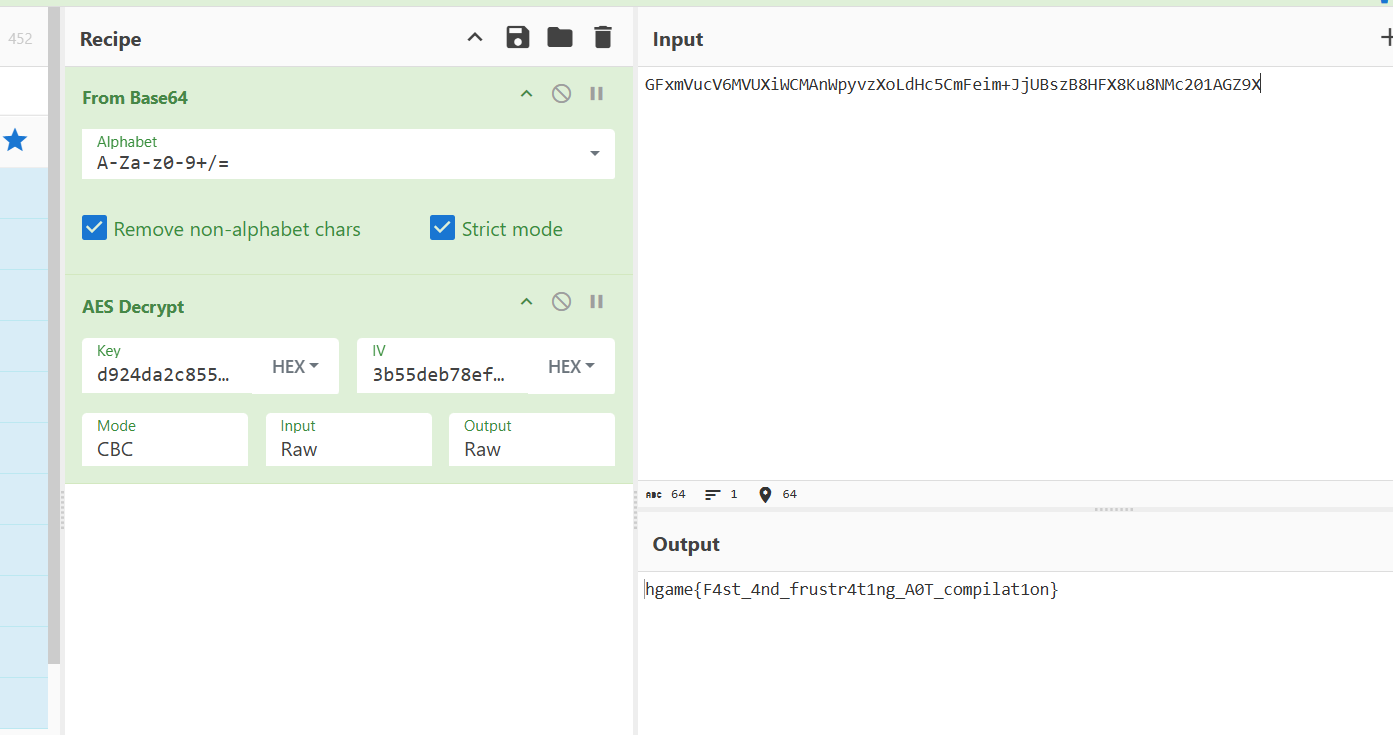 452
Recipe
From Base64
Alphabet
A-Za-z0-9+/=
Remove non-alphabet chars
Strict mode
AES Decrypt
Key
d924da2c855…
HEX
IV
3b55deb78ef…
HEX
Mode
CBC
Input
Raw
Output
Raw
Input
GFxmVucV6MVUXiWCMAnWpyvzXoLdHc5CmFeim+JjUBszB8HFX8Ku8NMc201AGZ9X
ABC 64
1
64
Output
hgame{F4st_4nd_frustr4t1ng_A0T_compilat1on}